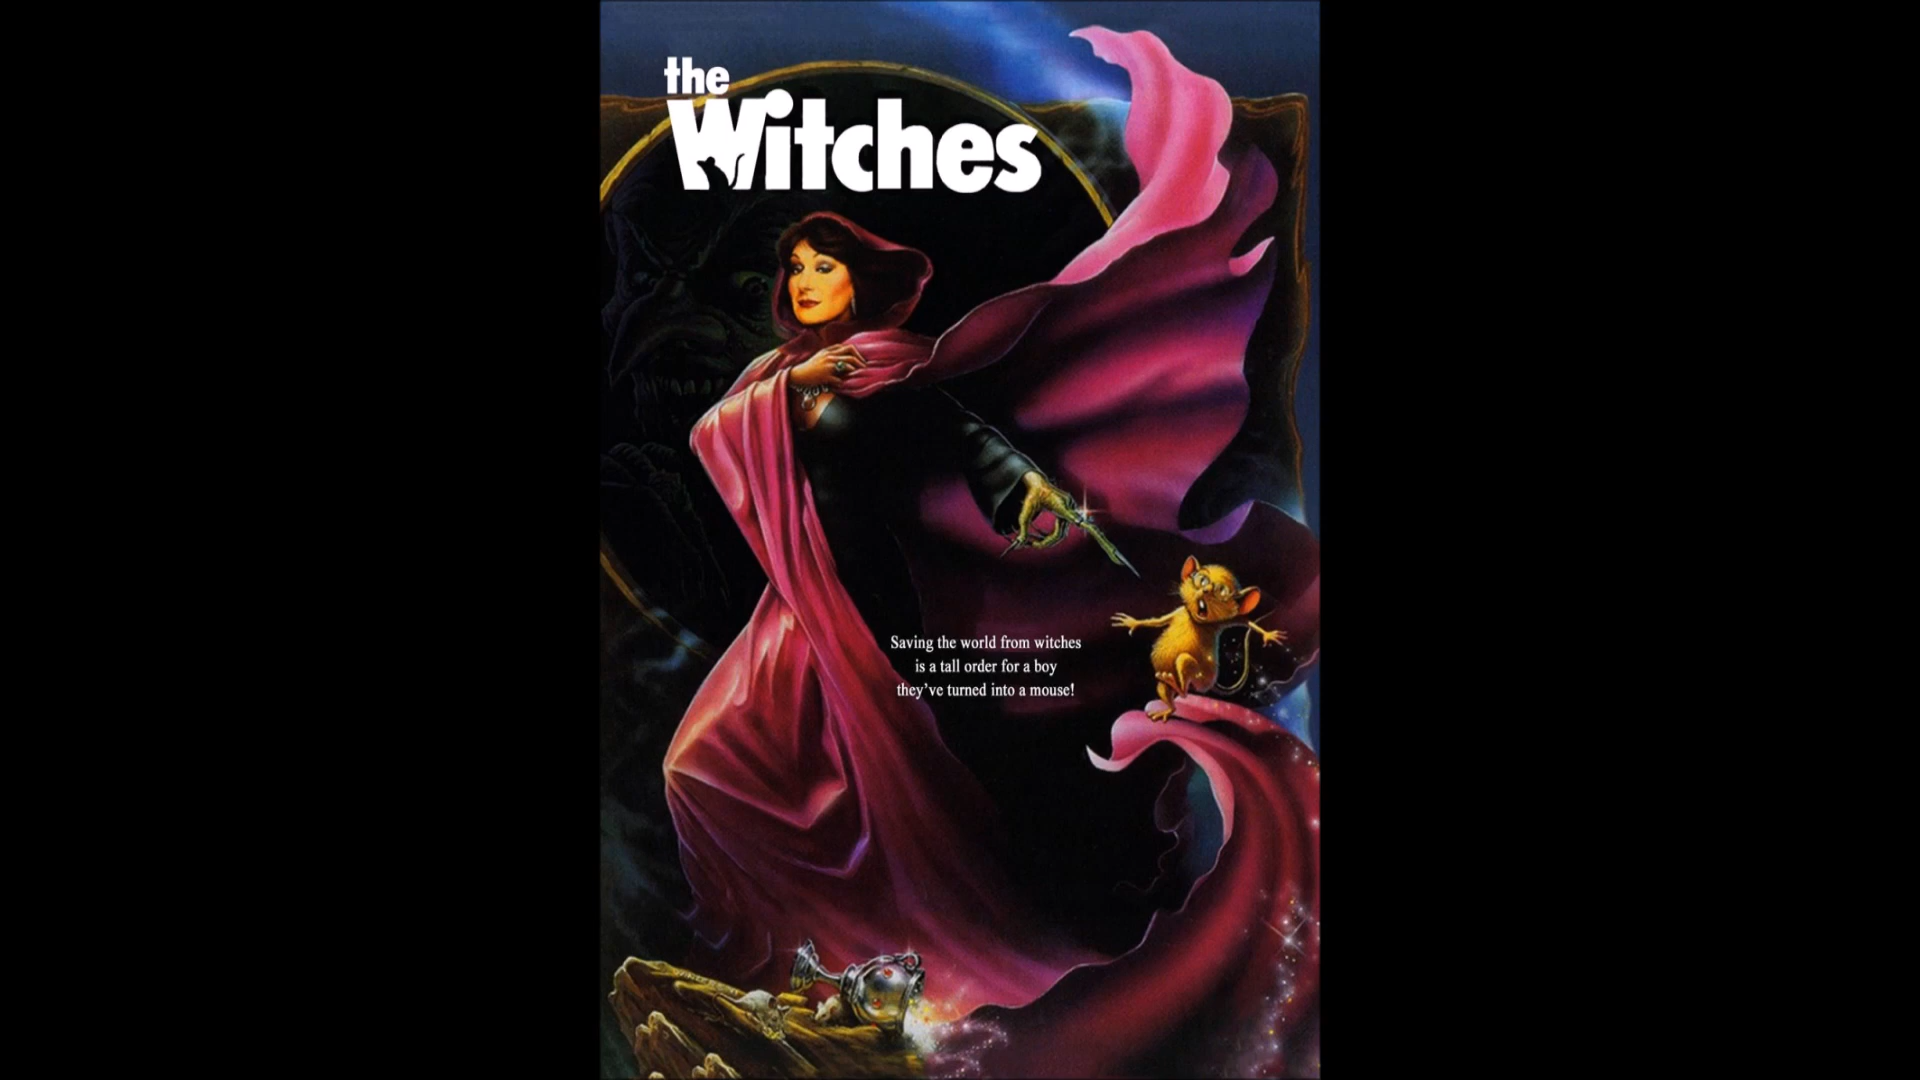 the
Witches
Saving the world from witches
is a tall order for a boy
they've turned into a mouse!